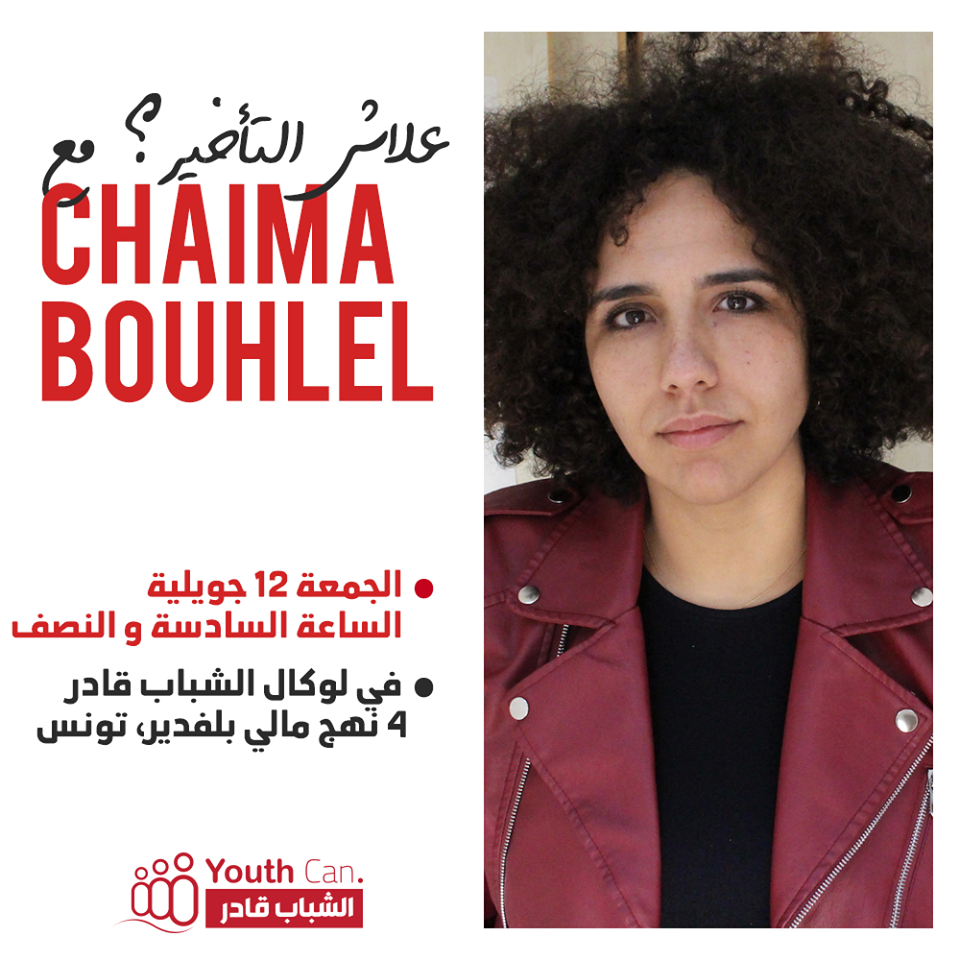 علاش التأخير؟ مع
CHAIMA
BOUHLEL
الجمعة 12 جويلية
الساعة السادسة و النصف
في لوكال الشباب قادر
4 نهج مالي بلفدير، تونس
Youth Can.
الشباب قادر